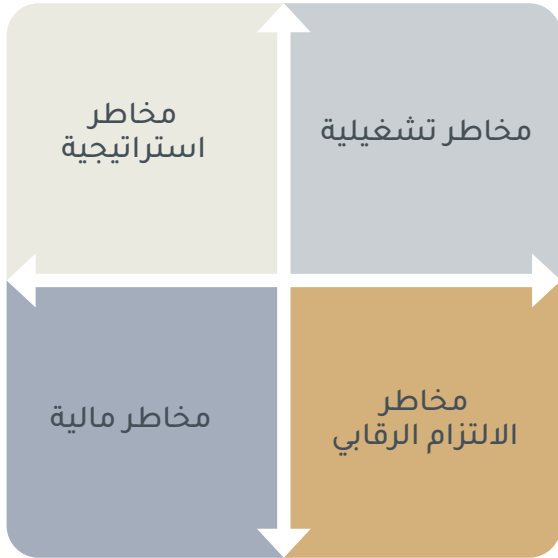 مخاطر تشغيلية
مخاطر
استراتيجية
مخاطر
الالتزام الرقابي
مخاطر مالية